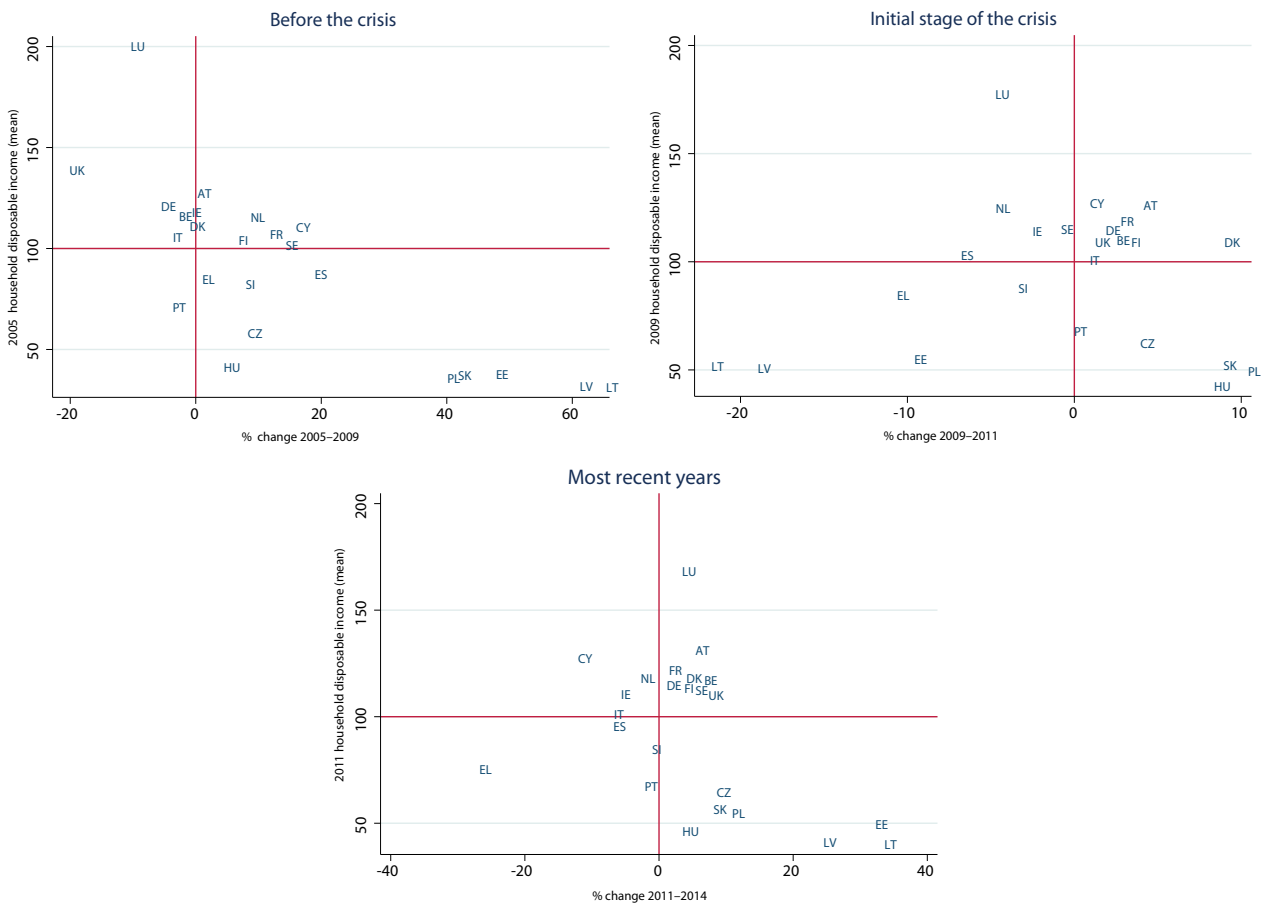 Before the crisis
2005 household disposable income (mean)
200
150
100
50
LU
UK
AT
DE
IE
BE
NL
DK
CY
IT
FI
FR
SE
EL
SI
ES
PT
CZ
HU
PL
SK
EE
LV
LT
-20
0
20
40
60
% change 2005–2009
Initial stage of the crisis
2009 household disposable income (mean)
200
150
100
50
LU
NL
CY
AT
IE
SE
FR
DE
UK
BE
FI
DK
ES
IT
EL
SI
PT
CZ
LT
LV
EE
SK
PL
HU
-20
-10
0
10
% change 2009–2011
Most recent years
2011 household disposable income (mean)
200
150
100
50
LU
CY
AT
NL
FR
DK
BE
IE
DE
FI
SE
UK
IT
ES
SI
EL
PT
CZ
SK
PL
HU
EE
LV
LT
-40
-20
0
20
40
% change 2011–2014